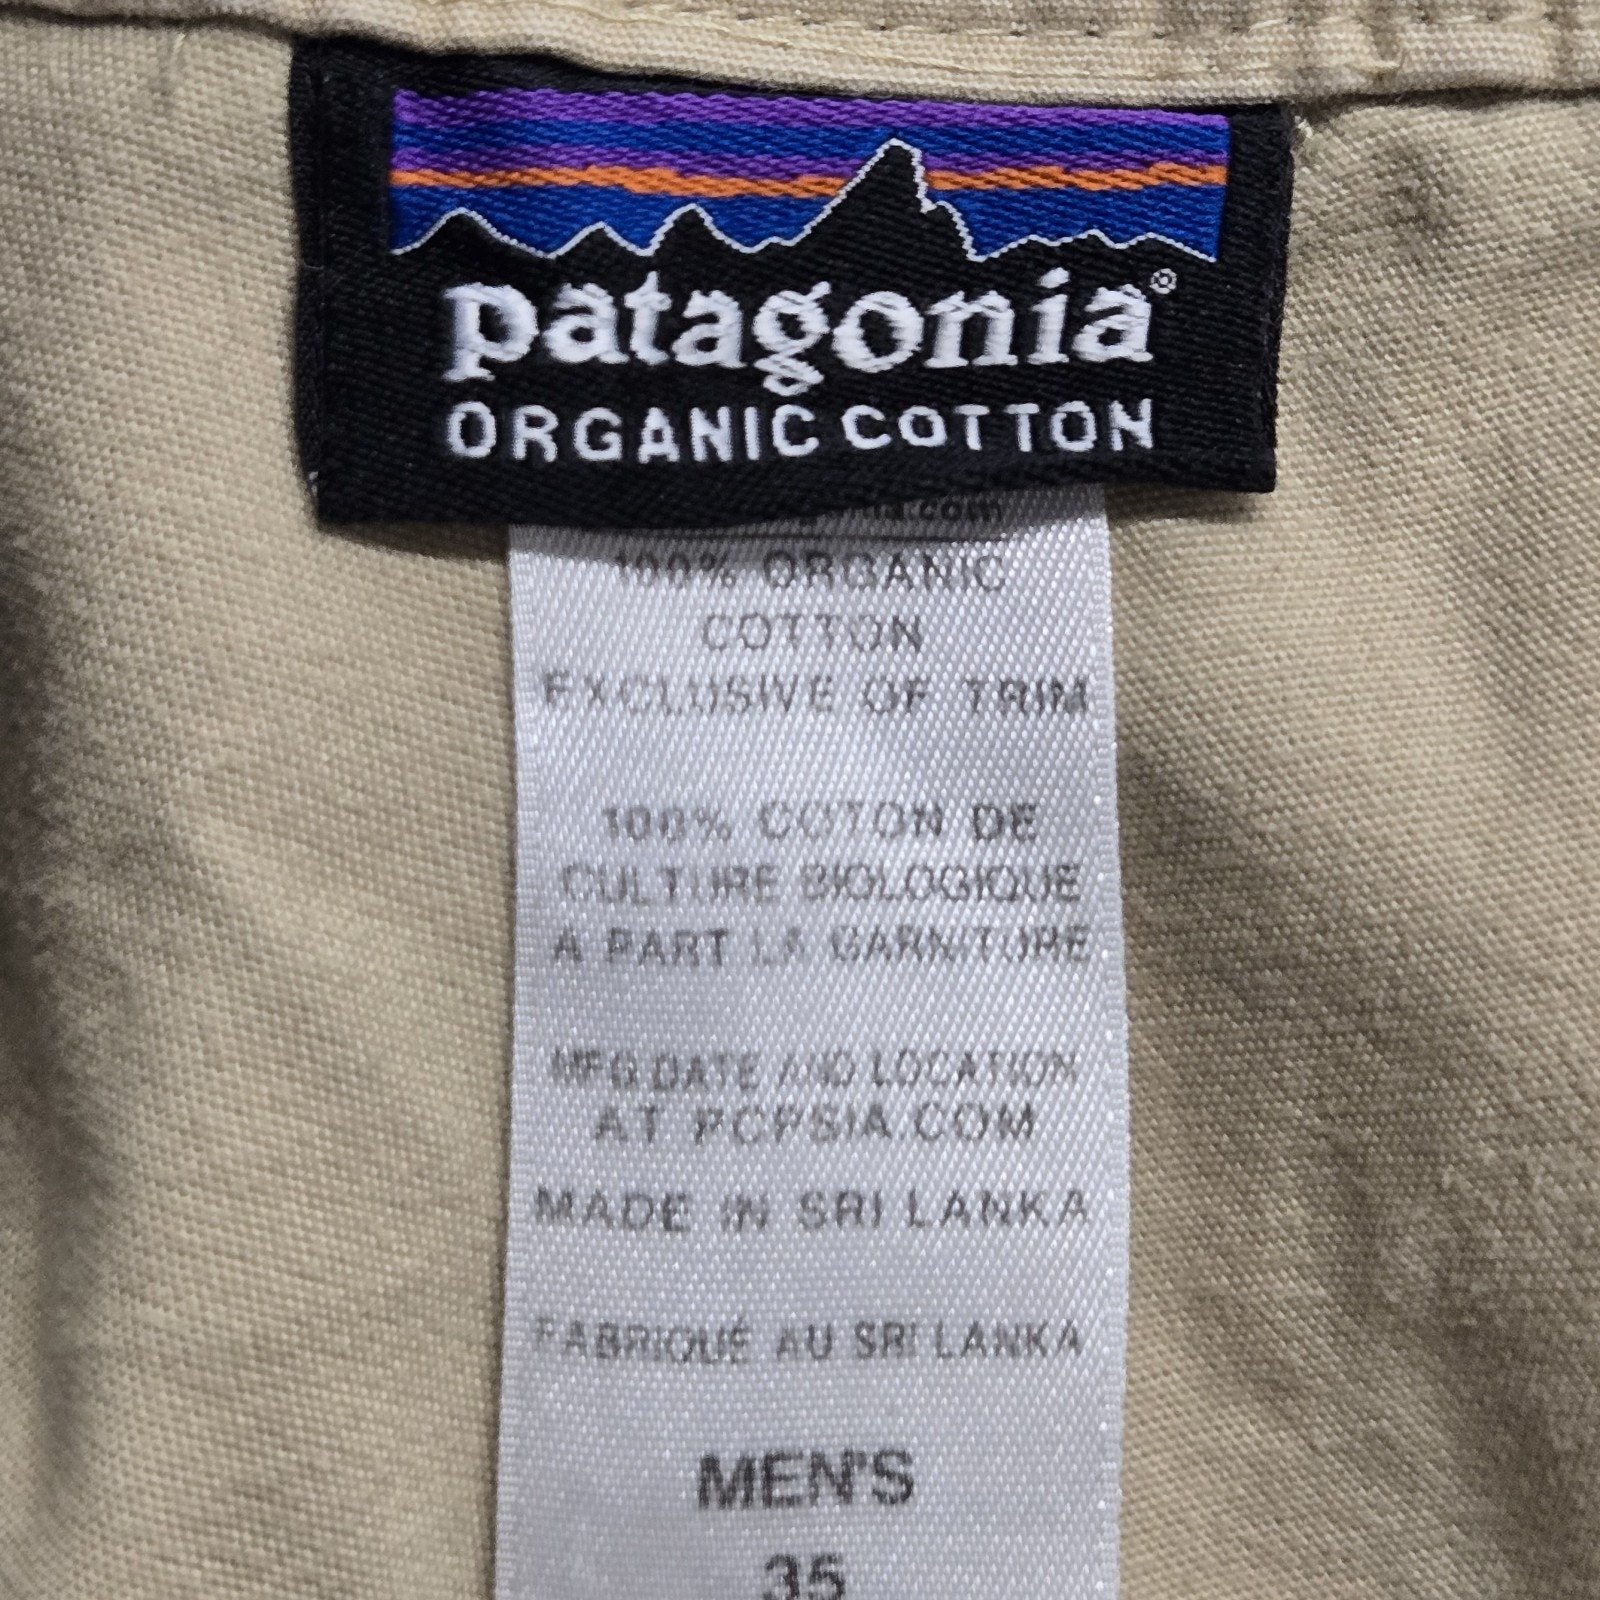 patagonia®
ORGANIC COTTON
100% ORGANIC
COTTON
EXCLUSIVE OF TRIM
100% COTON DE
CULTURE BIOLOGIQUE
A PART LA GARNITURE
MFG.DATE AND LOCATION
AT PCPSIA.COM
MADE IN SRI LANKA
FABRIQUÉ AU SRI LANKA
MEN'S
35